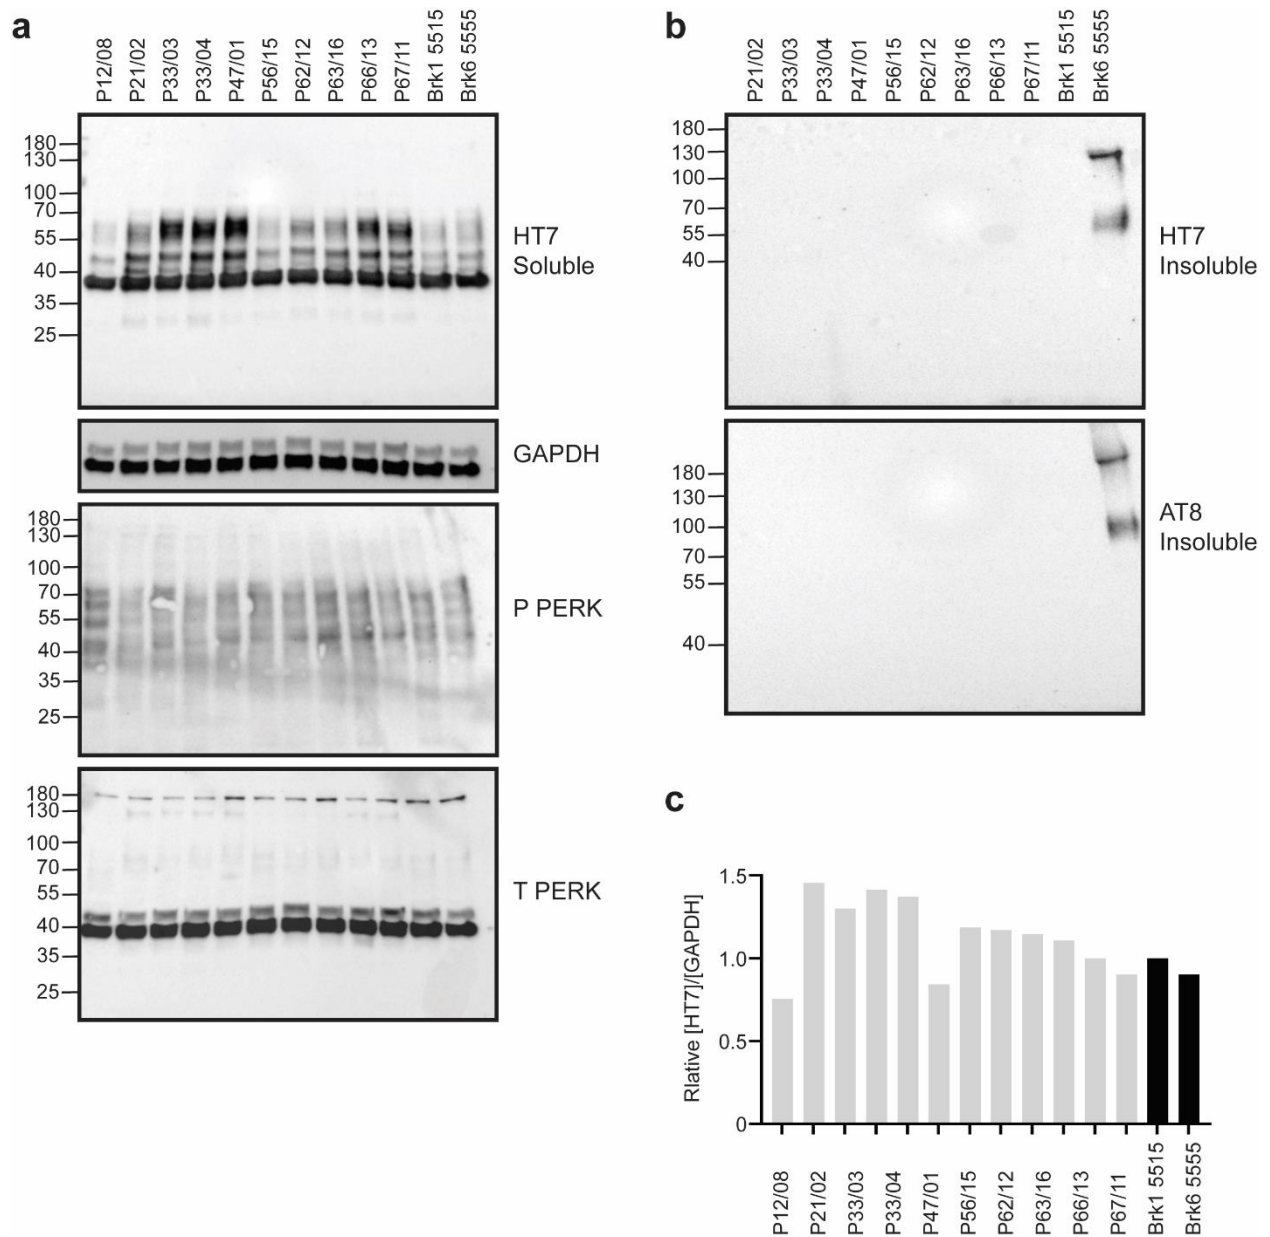 a
P12/08
P21/02
P33/03
P33/04
P47/01
P56/15
P62/12
P63/16
P66/13
P67/11
Brk1 5515
Brk6 5555
180
130
100
70
55
40
35
25
HT7
Soluble
GAPDH
180
130
100
70
55
40
35
25
P PERK
180
130
100
70
55
40
35
25
T PERK
b
P21/02
P33/03
P33/04
P47/01
P56/15
P62/12
P63/16
P66/13
P67/11
Brk1 5515
Brk6 5555
180
130
100
70
55
40
HT7
Insoluble
180
130
100
70
55
40
AT8
Insoluble
c
Rlative [HT7]/[GAPDH]
1.5
1.0
0.5
0
P12/08
P21/02
P33/03
P33/04
P47/01
P56/15
P62/12
P63/16
P66/13
P67/11
Brk1 5515
Brk6 5555